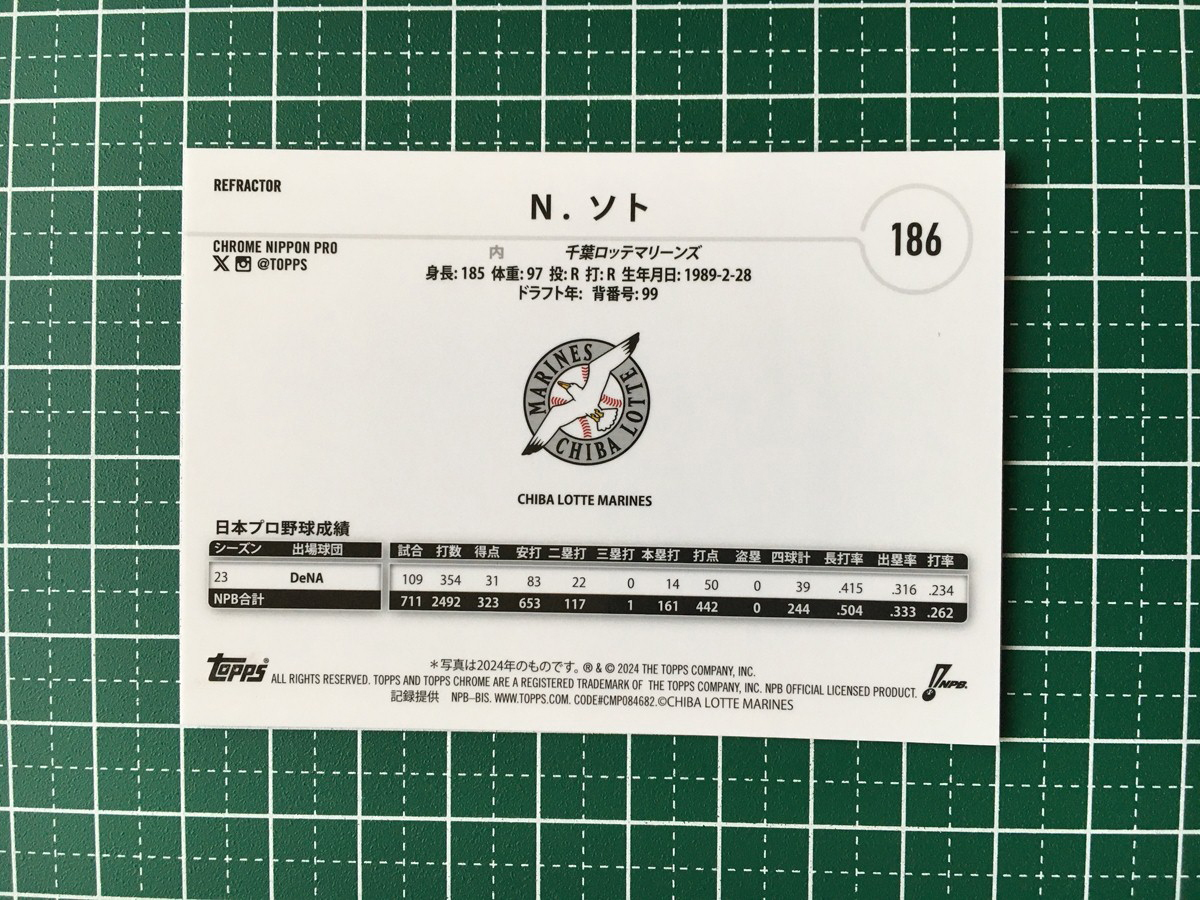 REFRACTOR
N. ソト
186
CHROME NIPPON PRO
@TOPPS
内 千葉ロッテマリーンズ
身長: 185 体重: 97 投: R 打: R 生年月日: 1989-2-28
ドラフト年: 背番号: 99
MARINES
CHIBA LOTTE
CHIBA LOTTE MARINES
日本プロ野球成績
シーズン 出場球団 試合 打数 得点 安打 二塁打 三塁打 本塁打 打点 盗塁 四球計 長打率 出塁率 打率
23 DeNA 109 354 31 83 22 0 14 50 0 39 .415 .316 .234
NPB合計 711 2492 323 653 117 1 161 442 0 244 .504 .333 .262
Topps®
＊写真は2024年のものです。 ® & © 2024 THE TOPPS COMPANY, INC.
ALL RIGHTS RESERVED. TOPPS AND TOPPS CHROME ARE A REGISTERED TRADEMARK OF THE TOPPS COMPANY, INC. NPB OFFICIAL LICENSED PRODUCT.
記録提供 NPB–BIS. WWW.TOPPS.COM. CODE#CMP084682.©CHIBA LOTTE MARINES
NPB.